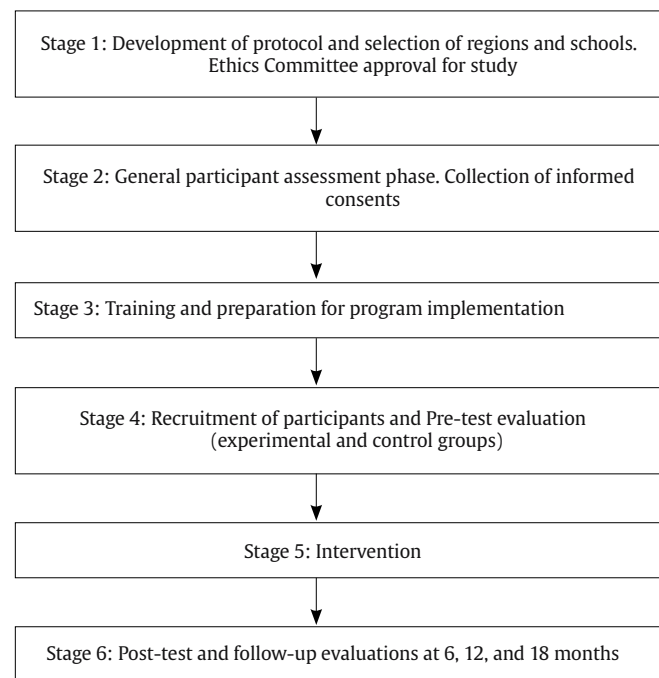 Stage 1: Development of protocol and selection of regions and schools.
Ethics Committee approval for study
Stage 2: General participant assessment phase. Collection of informed
consents
Stage 3: Training and preparation for program implementation
Stage 4: Recruitment of participants and Pre-test evaluation
(experimental and control groups)
Stage 5: Intervention
Stage 6: Post-test and follow-up evaluations at 6, 12, and 18 months